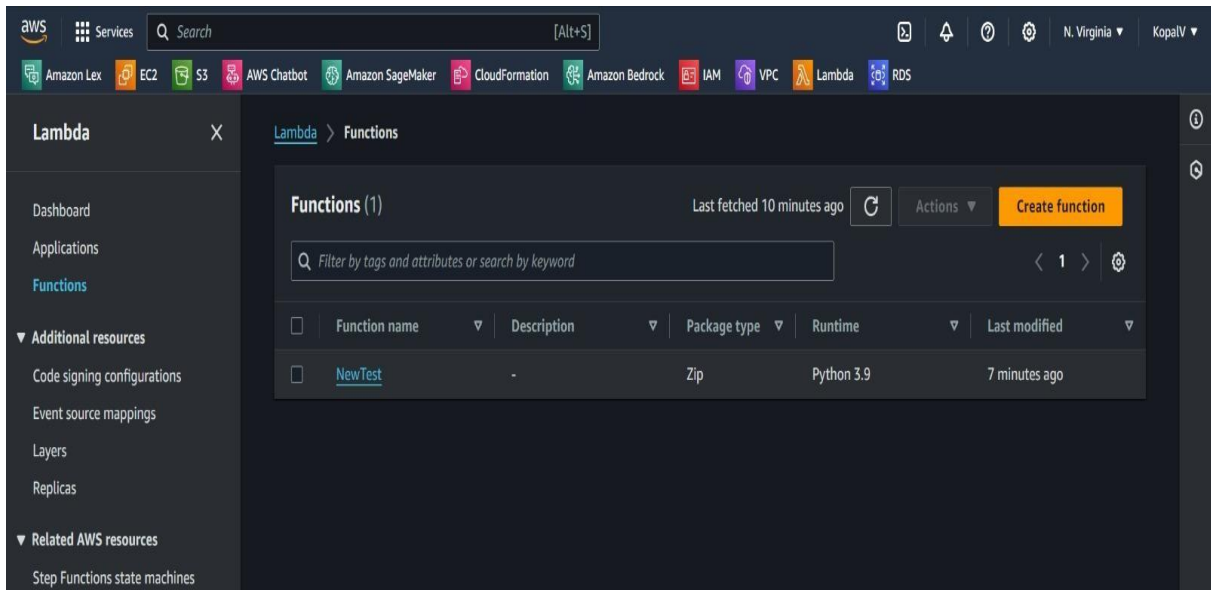 aws Services Search [Alt+S] N. Virginia ▼ KopalV ▼
Amazon Lex EC2 S3 AWS Chatbot Amazon SageMaker CloudFormation Amazon Bedrock IAM VPC Lambda RDS
Lambda
Dashboard
Applications
Functions
▼ Additional resources
Code signing configurations
Event source mappings
Layers
Replicas
▼ Related AWS resources
Step Functions state machines
Lambda > Functions
Functions (1) Last fetched 10 minutes ago Actions ▼ Create function
Filter by tags and attributes or search by keyword < 1 >
Function name Description Package type Runtime Last modified
NewTest - Zip Python 3.9 7 minutes ago